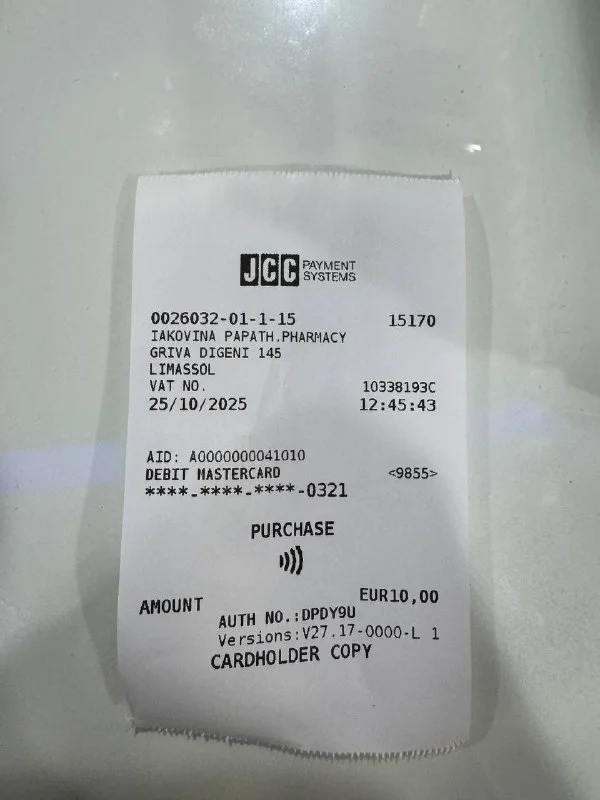 JCC PAYMENT SYSTEMS
0026032-01-1-15 15170
IAKOVINA PAPATH.PHARMACY
GRIVA DIGENI 145
LIMASSOL
VAT NO. 10338193C
25/10/2025 12:45:43
AID: A0000000041010
DEBIT MASTERCARD <9855>
****-****-****-0321
PURCHASE
AMOUNT EUR10,00
AUTH NO.:DPDY9U
Versions:V27.17-0000-L 1
CARDHOLDER COPY